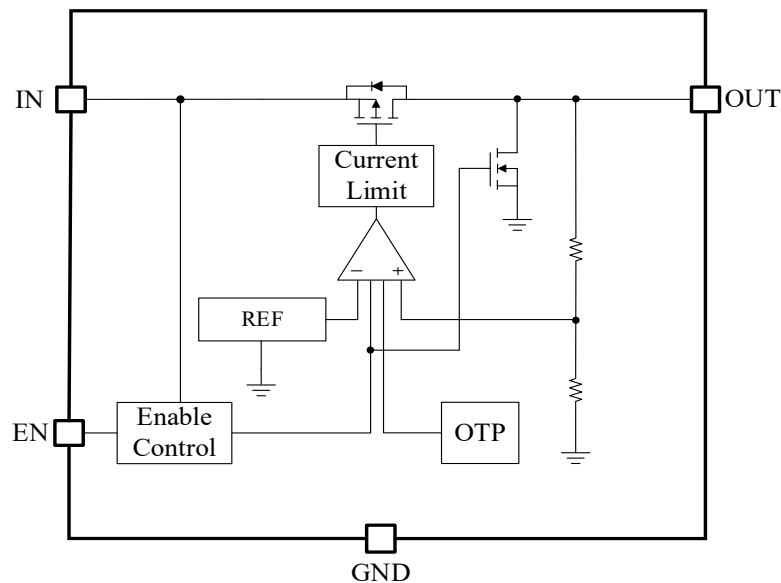 IN
OUT
Current
Limit
− +
REF
EN
Enable
Control
OTP
GND